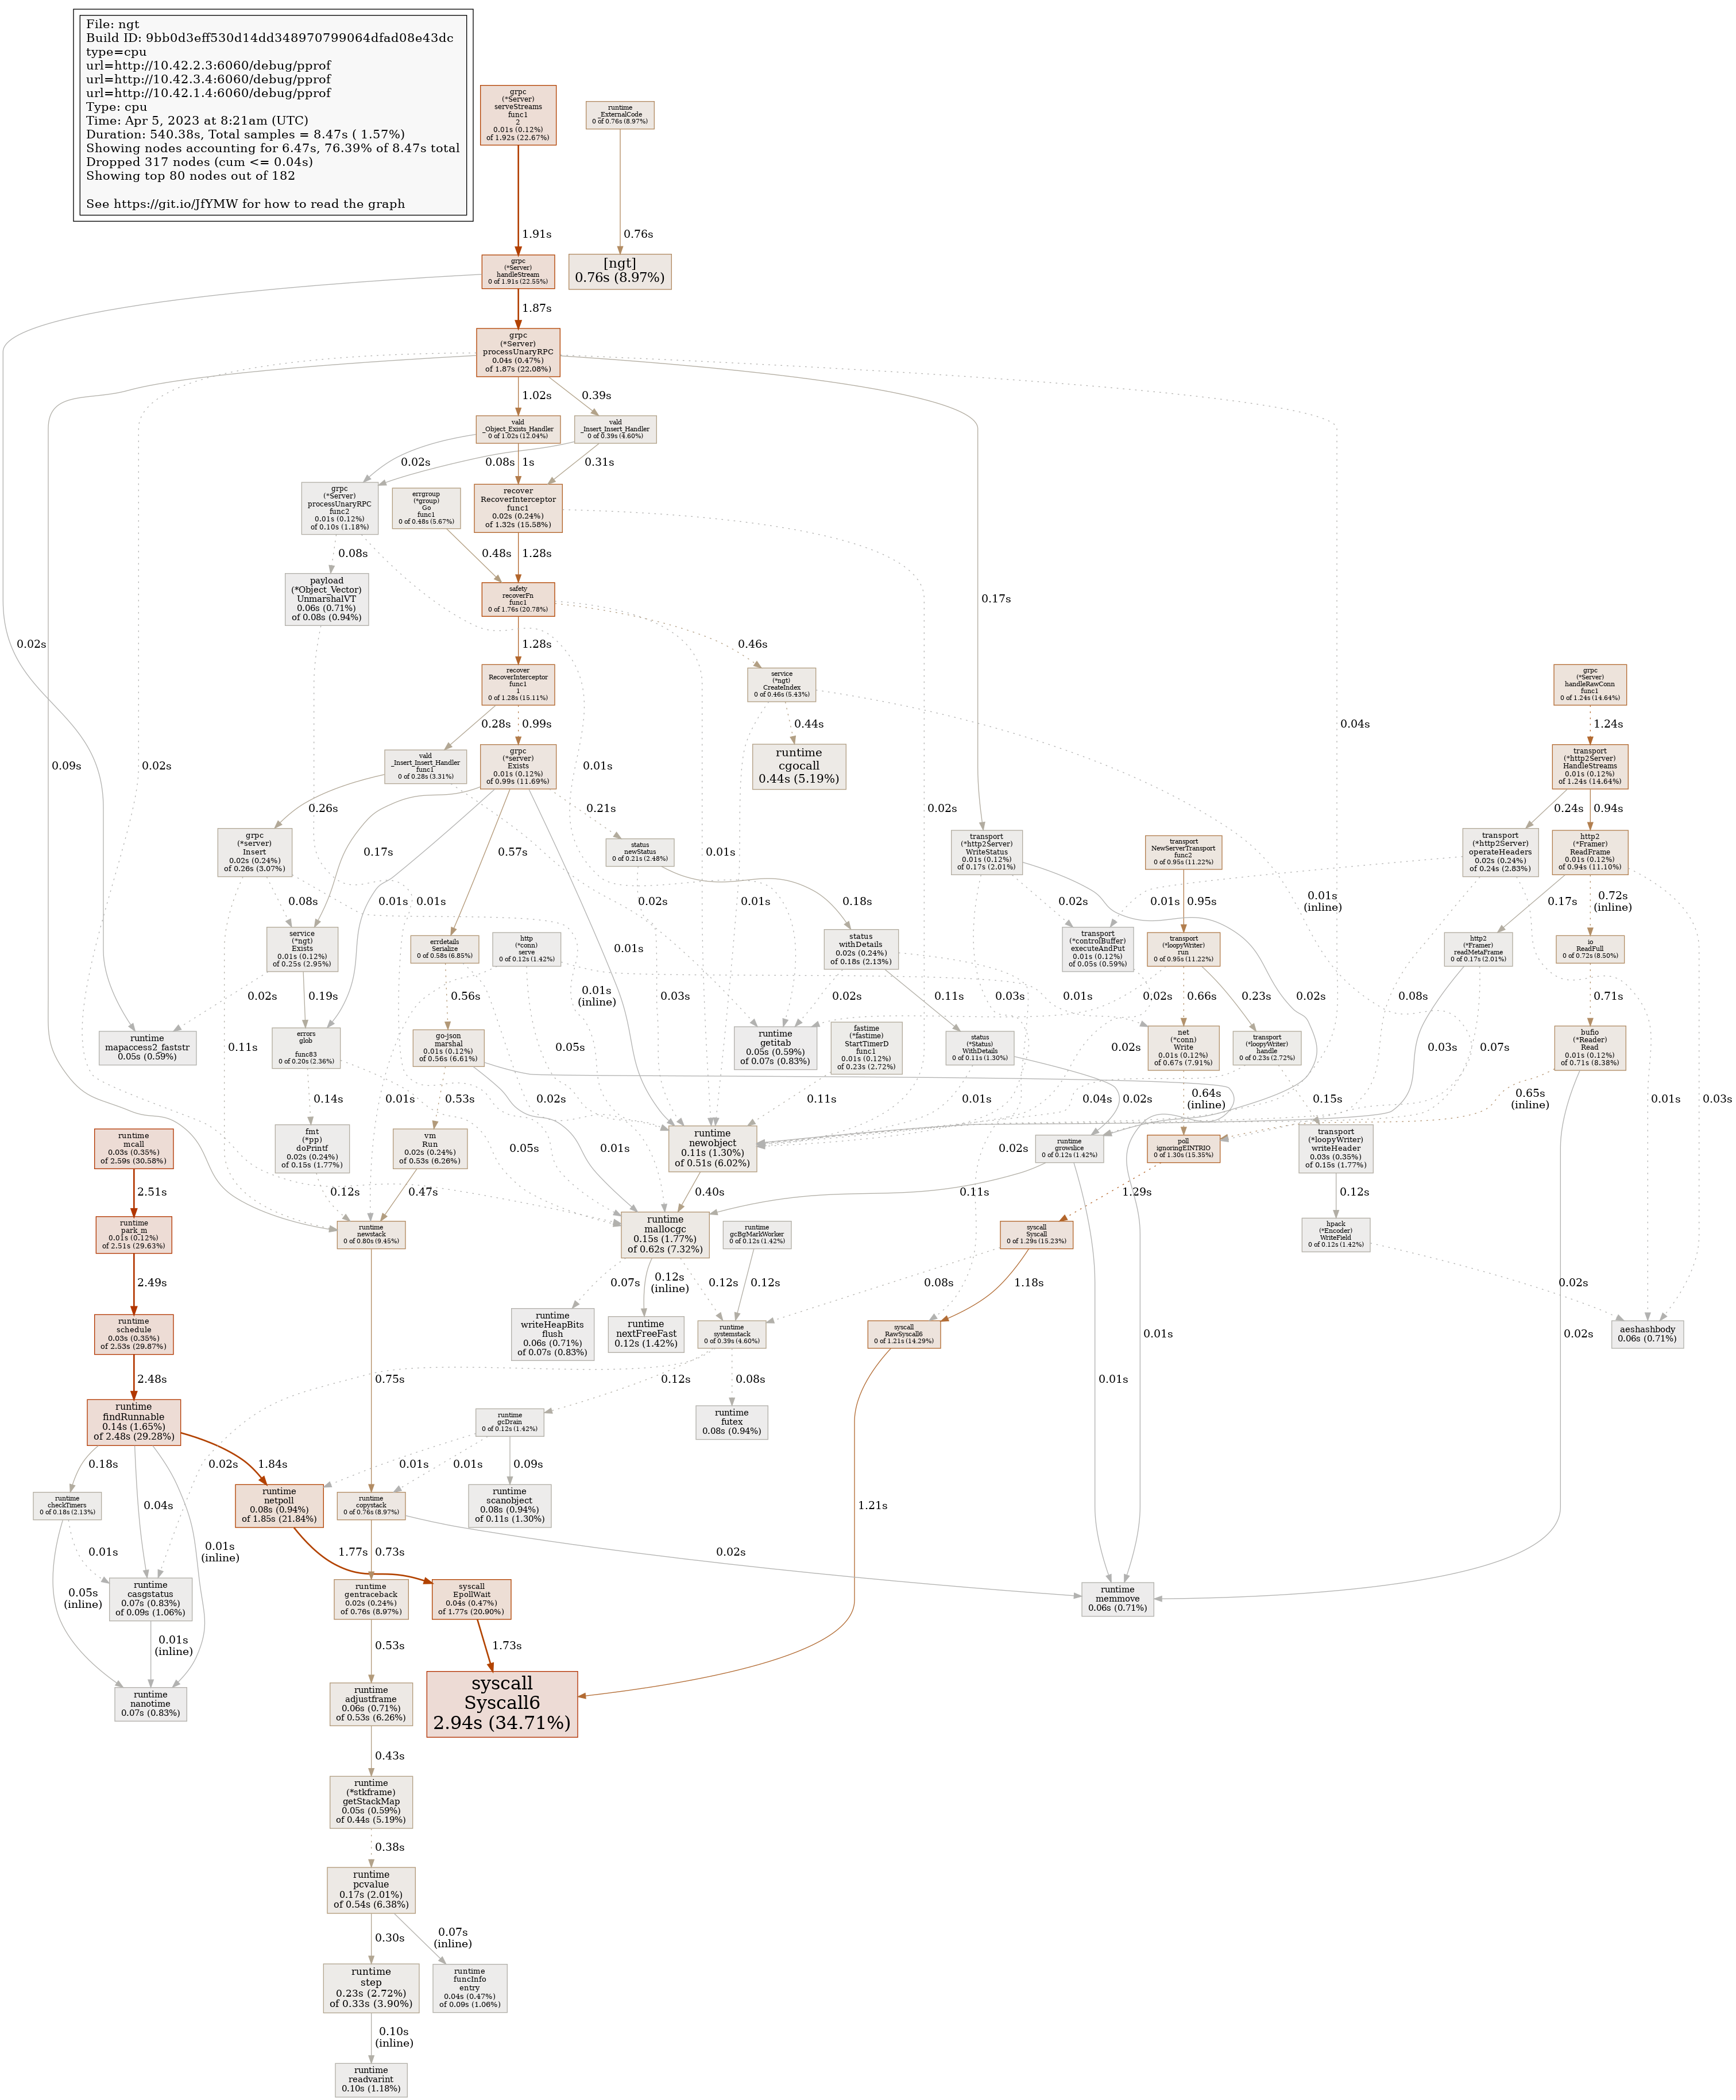 File: ngt
Build ID: 9bb0d3eff530d14dd348970799064dfad08e43dc
type=cpu
url=http://10.42.2.3:6060/debug/pprof
url=http://10.42.3.4:6060/debug/pprof
url=http://10.42.1.4:6060/debug/pprof
Type: cpu
Time: Apr 5, 2023 at 8:21am (UTC)
Duration: 540.38s, Total samples = 8.47s ( 1.57%)
Showing nodes accounting for 6.47s, 76.39% of 8.47s total
Dropped 317 nodes (cum <= 0.04s)
Showing top 80 nodes out of 182
See https://git.io/JfYMW for how to read the graph
grpc
(*Server)
serveStreams
func1
2
0.01s (0.12%)
of 1.92s (22.67%)
runtime
_ExternalCode
0 of 0.76s (8.97%)
1.91s
0.76s
grpc
(*Server)
handleStream
0 of 1.91s (22.55%)
[ngt]
0.76s (8.97%)
1.87s
grpc
(*Server)
processUnaryRPC
0.04s (0.47%)
of 1.87s (22.08%)
1.02s
0.39s
vald
_Object_Exists_Handler
0 of 1.02s (12.04%)
vald
_Insert_Insert_Handler
0 of 0.39s (4.60%)
0.02s
0.08s
1s
0.31s
grpc
(*Server)
processUnaryRPC
func2
0.01s (0.12%)
of 0.10s (1.18%)
errgroup
(*group)
Go
func1
0 of 0.48s (5.67%)
recover
RecoverInterceptor
func1
0.02s (0.24%)
of 1.32s (15.58%)
0.08s
0.48s
1.28s
payload
(*Object_Vector)
UnmarshalVT
0.06s (0.71%)
of 0.08s (0.94%)
safety
recoverFn
func1
0 of 1.76s (20.78%)
0.17s
0.02s
1.28s
0.46s
recover
RecoverInterceptor
func1
1
0 of 1.28s (15.11%)
service
(*ngt)
CreateIndex
0 of 0.46s (5.43%)
grpc
(*Server)
handleRawConn
func1
0 of 1.24s (14.64%)
0.28s
0.99s
0.44s
0.04s
1.24s
0.09s
0.02s
vald
_Insert_Insert_Handler
func1
0 of 0.28s (3.31%)
grpc
(*server)
Exists
0.01s (0.12%)
of 0.99s (11.69%)
0.01s
runtime
cgocall
0.44s (5.19%)
transport
(*http2Server)
HandleStreams
0.01s (0.12%)
of 1.24s (14.64%)
0.26s
0.21s
0.02s
0.24s
0.94s
grpc
(*server)
Insert
0.02s (0.24%)
of 0.26s (3.07%)
0.17s
0.57s
status
newStatus
0 of 0.21s (2.48%)
0.01s
transport
(*http2Server)
WriteStatus
0.01s (0.12%)
of 0.17s (2.01%)
transport
NewServerTransport
func2
0 of 0.95s (11.22%)
transport
(*http2Server)
operateHeaders
0.02s (0.24%)
of 0.24s (2.83%)
http2
(*Framer)
ReadFrame
0.01s (0.12%)
of 0.94s (11.10%)
0.08s
0.01s
0.01s
0.02s
0.18s
0.01s
0.02s
0.01s
0.95s
0.01s
(inline)
0.17s
0.72s
(inline)
service
(*ngt)
Exists
0.01s (0.12%)
of 0.25s (2.95%)
errdetails
Serialize
0 of 0.58s (6.85%)
http
(*conn)
serve
0 of 0.12s (1.42%)
0.01s
status
withDetails
0.02s (0.24%)
of 0.18s (2.13%)
transport
(*controlBuffer)
executeAndPut
0.01s (0.12%)
of 0.05s (0.59%)
transport
(*loopyWriter)
run
0 of 0.95s (11.22%)
http2
(*Framer)
readMetaFrame
0 of 0.17s (2.01%)
io
ReadFull
0 of 0.72s (8.50%)
0.02s
0.19s
0.56s
0.01s
(inline)
0.03s
0.02s
0.11s
0.03s
0.01s
0.02s
0.66s
0.23s
0.02s
0.08s
0.71s
runtime
mapaccess2_faststr
0.05s (0.59%)
0.11s
errors
glob
func83
0 of 0.20s (2.36%)
go-json
marshal
0.01s (0.12%)
of 0.56s (6.61%)
0.05s
runtime
getitab
0.05s (0.59%)
of 0.07s (0.83%)
fastime
(*fastime)
StartTimerD
func1
0.01s (0.12%)
of 0.23s (2.72%)
status
(*Status)
WithDetails
0 of 0.11s (1.30%)
0.02s
net
(*conn)
Write
0.01s (0.12%)
of 0.67s (7.91%)
transport
(*loopyWriter)
handle
0 of 0.23s (2.72%)
0.03s
0.07s
bufio
(*Reader)
Read
0.01s (0.12%)
of 0.71s (8.38%)
0.14s
0.01s
0.53s
0.02s
0.11s
0.01s
0.04s
0.02s
0.64s
(inline)
0.15s
0.65s
(inline)
0.01s
0.03s
runtime
mcall
0.03s (0.35%)
of 2.59s (30.58%)
fmt
(*pp)
doPrintf
0.02s (0.24%)
of 0.15s (1.77%)
vm
Run
0.02s (0.24%)
of 0.53s (6.26%)
0.05s
0.01s
runtime
newobject
0.11s (1.30%)
of 0.51s (6.02%)
0.02s
runtime
growslice
0 of 0.12s (1.42%)
poll
ignoringEINTRIO
0 of 1.30s (15.35%)
transport
(*loopyWriter)
writeHeader
0.03s (0.35%)
of 0.15s (1.77%)
2.51s
0.12s
0.47s
0.40s
0.11s
1.29s
0.12s
runtime
park_m
0.01s (0.12%)
of 2.51s (29.63%)
runtime
newstack
0 of 0.80s (9.45%)
runtime
mallocgc
0.15s (1.77%)
of 0.62s (7.32%)
runtime
gcBgMarkWorker
0 of 0.12s (1.42%)
syscall
Syscall
0 of 1.29s (15.23%)
hpack
(*Encoder)
WriteField
0 of 0.12s (1.42%)
2.49s
0.07s
0.12s
(inline)
0.12s
0.12s
0.08s
1.18s
0.02s
runtime
schedule
0.03s (0.35%)
of 2.53s (29.87%)
runtime
writeHeapBits
flush
0.06s (0.71%)
of 0.07s (0.83%)
runtime
nextFreeFast
0.12s (1.42%)
runtime
systemstack
0 of 0.39s (4.60%)
syscall
RawSyscall6
0 of 1.21s (14.29%)
0.01s
0.02s
aeshashbody
0.06s (0.71%)
2.48s
0.75s
0.12s
0.08s
0.01s
runtime
findRunnable
0.14s (1.65%)
of 2.48s (29.28%)
runtime
gcDrain
0 of 0.12s (1.42%)
runtime
futex
0.08s (0.94%)
0.18s
0.02s
1.84s
0.01s
0.01s
0.09s
runtime
checkTimers
0 of 0.18s (2.13%)
0.04s
runtime
netpoll
0.08s (0.94%)
of 1.85s (21.84%)
runtime
copystack
0 of 0.76s (8.97%)
runtime
scanobject
0.08s (0.94%)
of 0.11s (1.30%)
1.21s
0.01s
0.01s
(inline)
1.77s
0.73s
0.02s
0.05s
(inline)
runtime
casgstatus
0.07s (0.83%)
of 0.09s (1.06%)
runtime
gentraceback
0.02s (0.24%)
of 0.76s (8.97%)
syscall
EpollWait
0.04s (0.47%)
of 1.77s (20.90%)
runtime
memmove
0.06s (0.71%)
0.01s
(inline)
0.53s
1.73s
runtime
nanotime
0.07s (0.83%)
runtime
adjustframe
0.06s (0.71%)
of 0.53s (6.26%)
syscall
Syscall6
2.94s (34.71%)
0.43s
runtime
(*stkframe)
getStackMap
0.05s (0.59%)
of 0.44s (5.19%)
0.38s
runtime
pcvalue
0.17s (2.01%)
of 0.54s (6.38%)
0.30s
0.07s
(inline)
runtime
step
0.23s (2.72%)
of 0.33s (3.90%)
runtime
funcInfo
entry
0.04s (0.47%)
of 0.09s (1.06%)
0.10s
(inline)
runtime
readvarint
0.10s (1.18%)